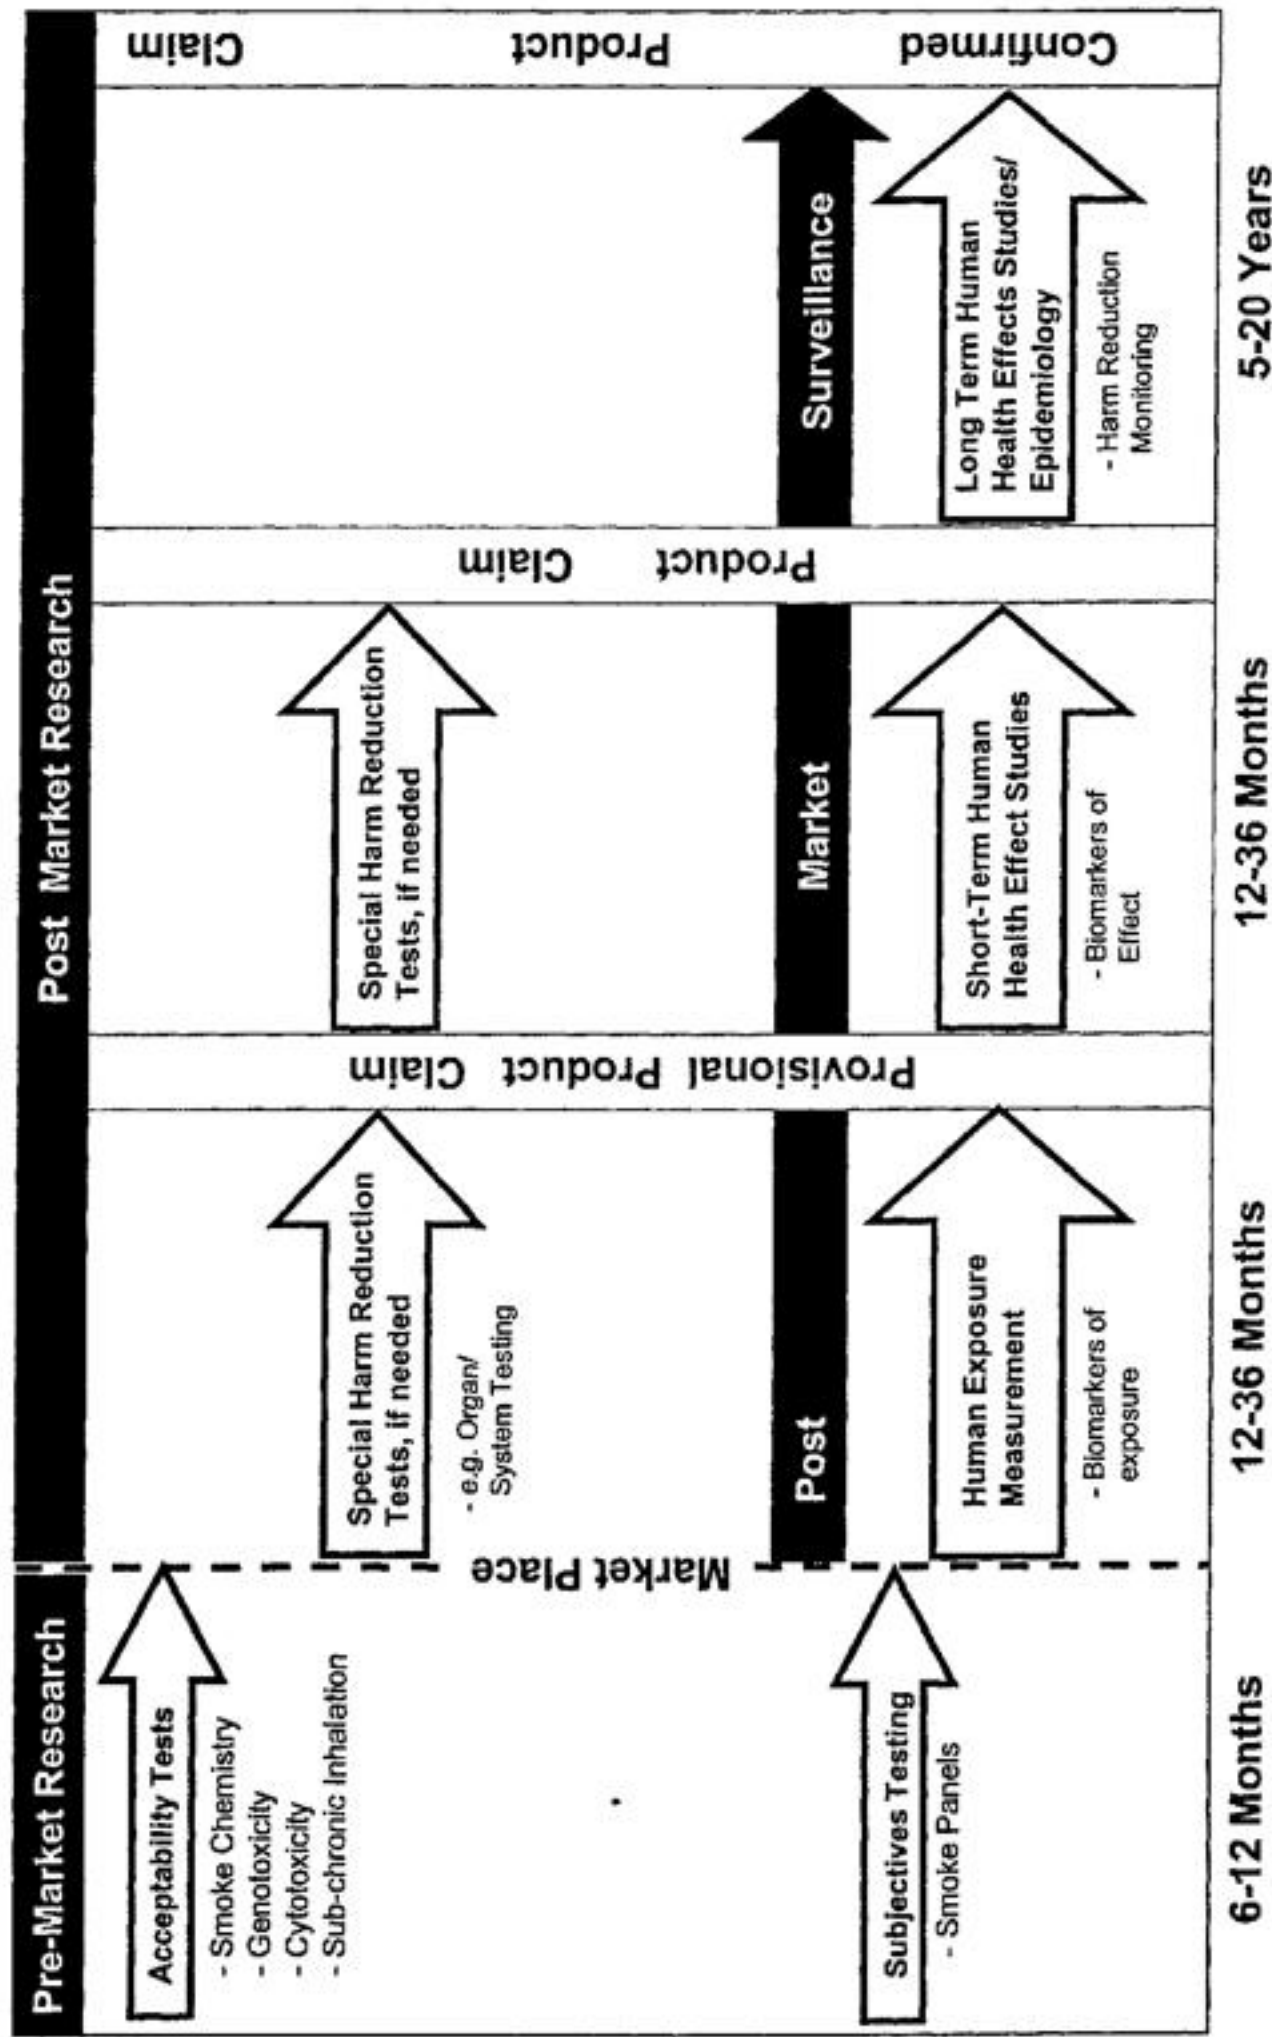 Pre-Market Research
Post Market Research
Acceptability Tests
- Smoke Chemistry
- Genotoxicity
- Cytotoxicity
- Sub-chronic Inhalation
Subjectives Testing
- Smoke Panels
Market Place
Special Harm Reduction
Tests, if needed
- e.g. Organ/
System Testing
Post
Human Exposure
Measurement
- Biomarkers of
exposure
Provisional Product Claim
Special Harm Reduction
Tests, if needed
Market
Short-Term Human
Health Effect Studies
- Biomarkers of
Effect
Product Claim
Surveillance
Long Term Human
Health Effects Studies/
Epidemiology
- Harm Reduction
Monitoring
Confirmed Product Claim
6-12 Months
12-36 Months
12-36 Months
5-20 Years